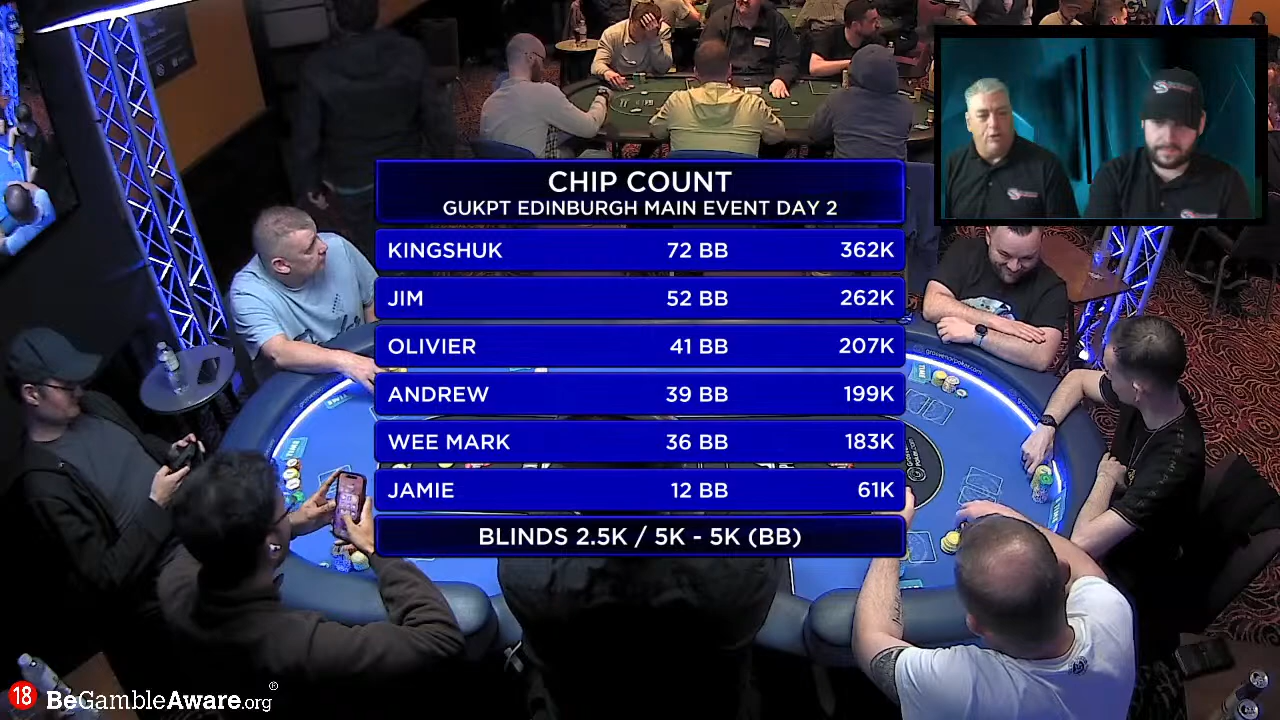 CHIP COUNT
GUKPT EDINBURGH MAIN EVENT DAY 2
KINGSHUK 72 BB 362K
JIM 52 BB 262K
OLIVIER 41 BB 207K
ANDREW 39 BB 199K
WEE MARK 36 BB 183K
JAMIE 12 BB 61K
BLINDS 2.5K / 5K - 5K (BB)
18 BeGambleAware.org®